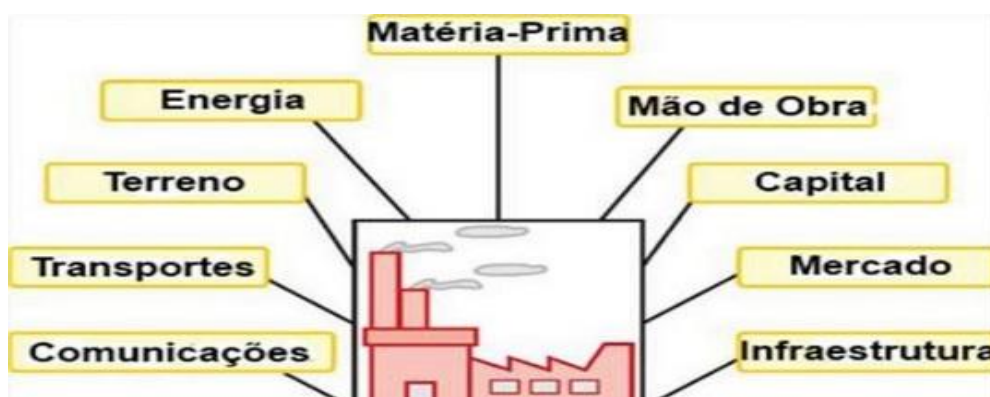 Matéria-Prima
Energia
Mão de Obra
Terreno
Capital
Transportes
Mercado
Comunicações
Infraestrutura